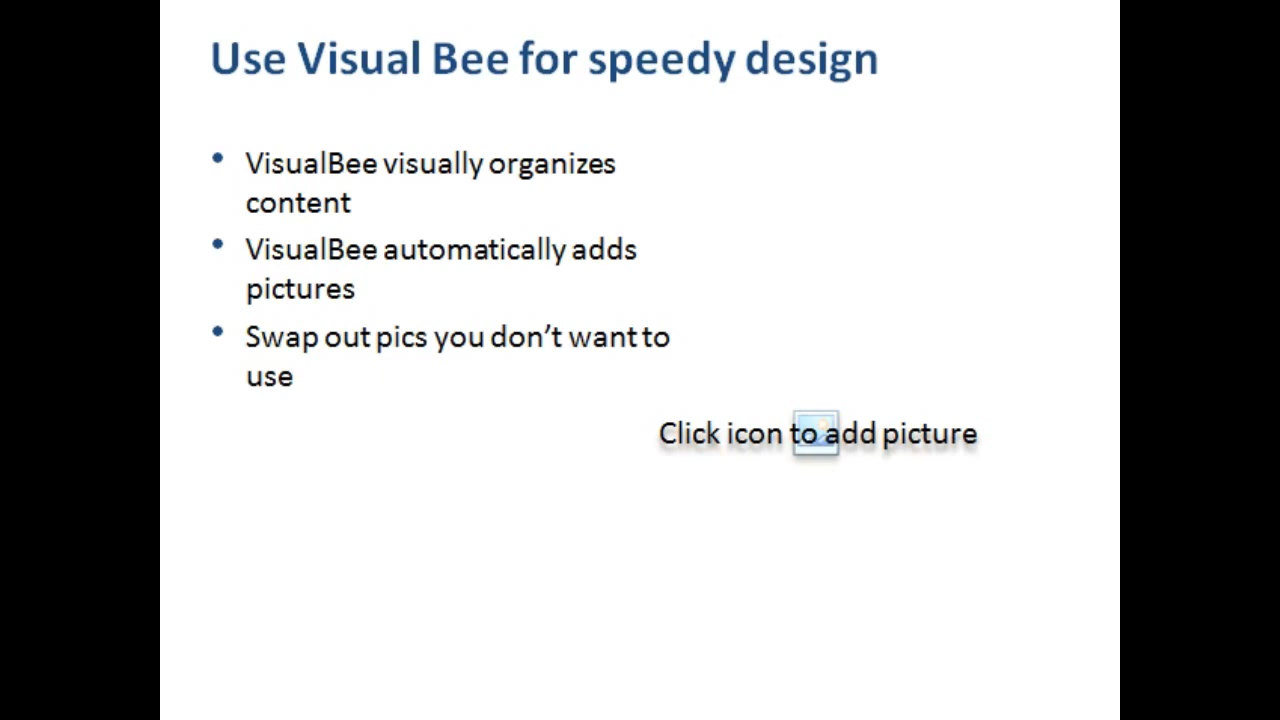 Use Visual Bee for speedy design
• VisualBee visually organizes
content
• VisualBee automatically adds
pictures
• Swap out pics you don’t want to
use
Click icon to add picture